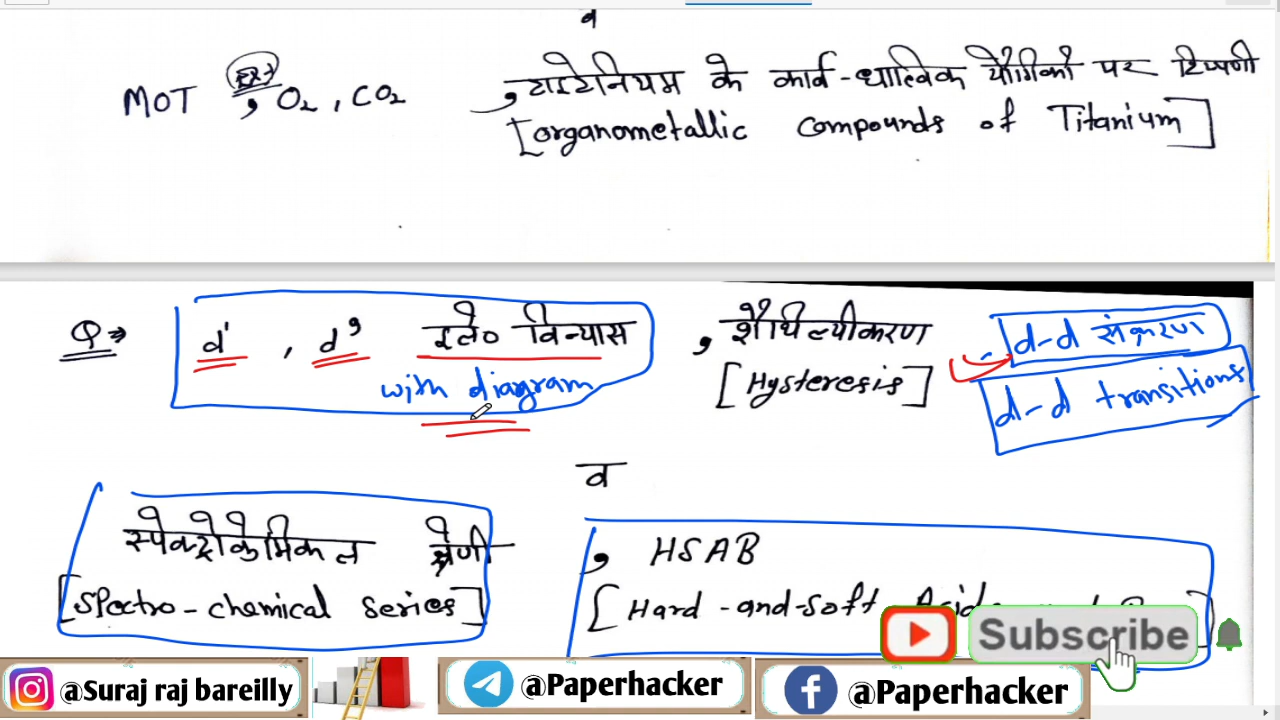 व
MOT O₂, CO₂
, टाइटेनियम के कार्ब-धात्विक यौगिकों पर टिप्पणी
[organometallic compounds of Titanium]
Q⇒ d¹, d⁹ इले० विन्यास
with diagram
, शैथिल्यीकरण
[Hysteresis]
d-d संक्रमण
d-d transitions
व
स्पेक्ट्रोकेमिकल श्रेणी
[Spectro-chemical series]
, HSAB
[Hard-and-Soft
Subscribe
@Suraj raj bareilly
@Paperhacker
@Paperhacker